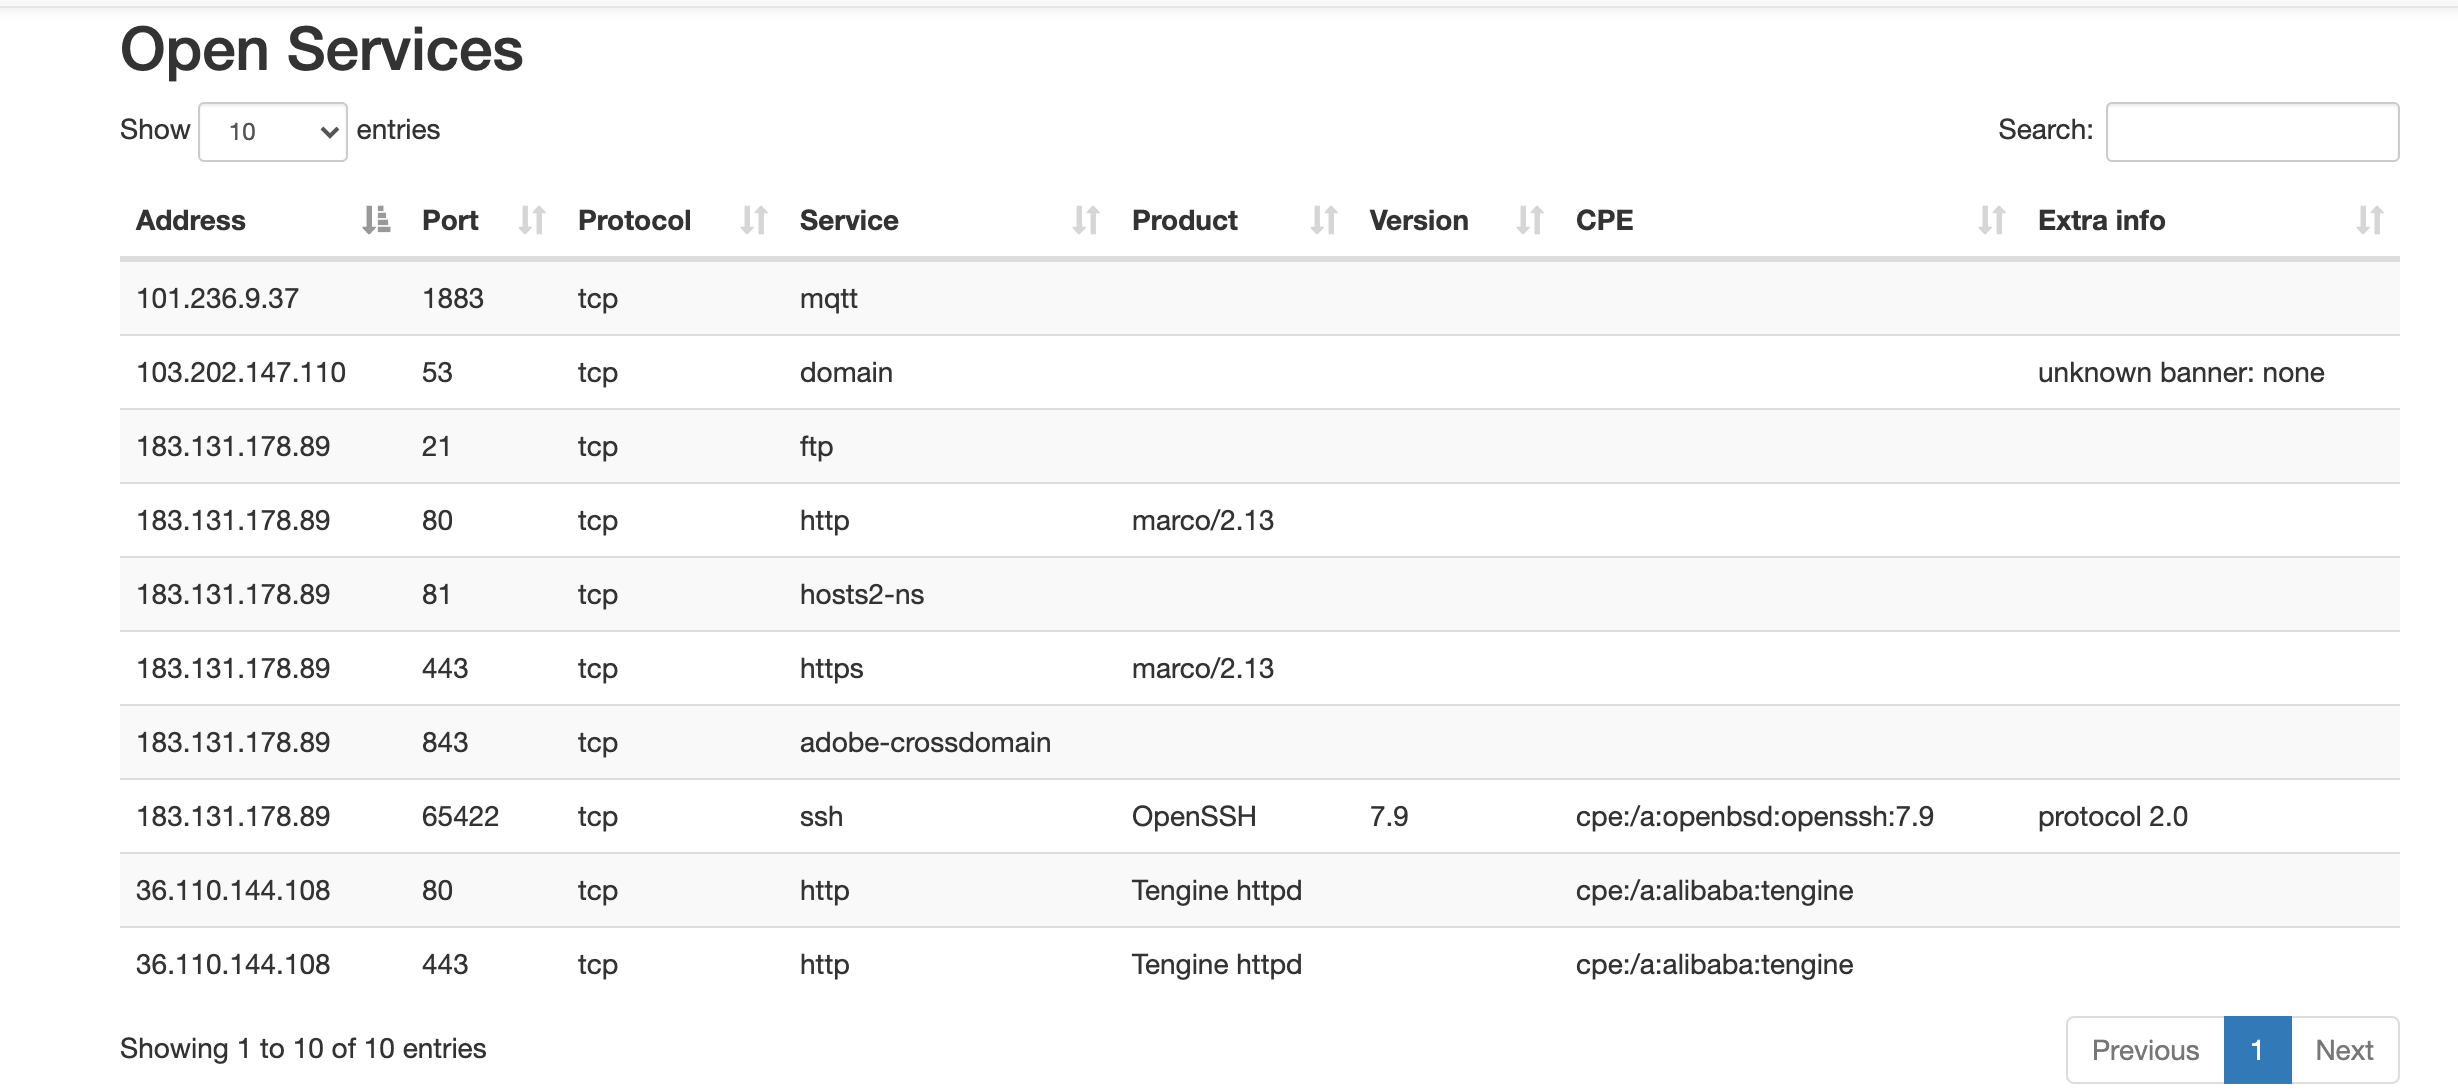 Open Services
Show 10 entries Search:
Address Port Protocol Service Product Version CPE Extra info
101.236.9.37 1883 tcp mqtt
103.202.147.110 53 tcp domain unknown banner: none
183.131.178.89 21 tcp ftp
183.131.178.89 80 tcp http marco/2.13
183.131.178.89 81 tcp hosts2-ns
183.131.178.89 443 tcp https marco/2.13
183.131.178.89 843 tcp adobe-crossdomain
183.131.178.89 65422 tcp ssh OpenSSH 7.9 cpe:/a:openbsd:openssh:7.9 protocol 2.0
36.110.144.108 80 tcp http Tengine httpd cpe:/a:alibaba:tengine
36.110.144.108 443 tcp http Tengine httpd cpe:/a:alibaba:tengine
Showing 1 to 10 of 10 entries Previous 1 Next